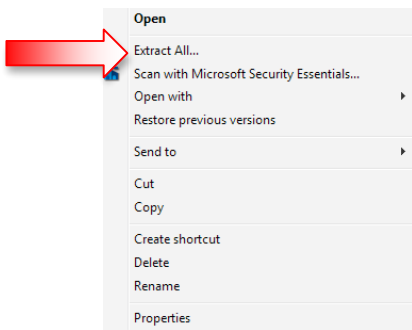 Open
Extract All...
Scan with Microsoft Security Essentials...
Open with
Restore previous versions
Send to
Cut
Copy
Create shortcut
Delete
Rename
Properties